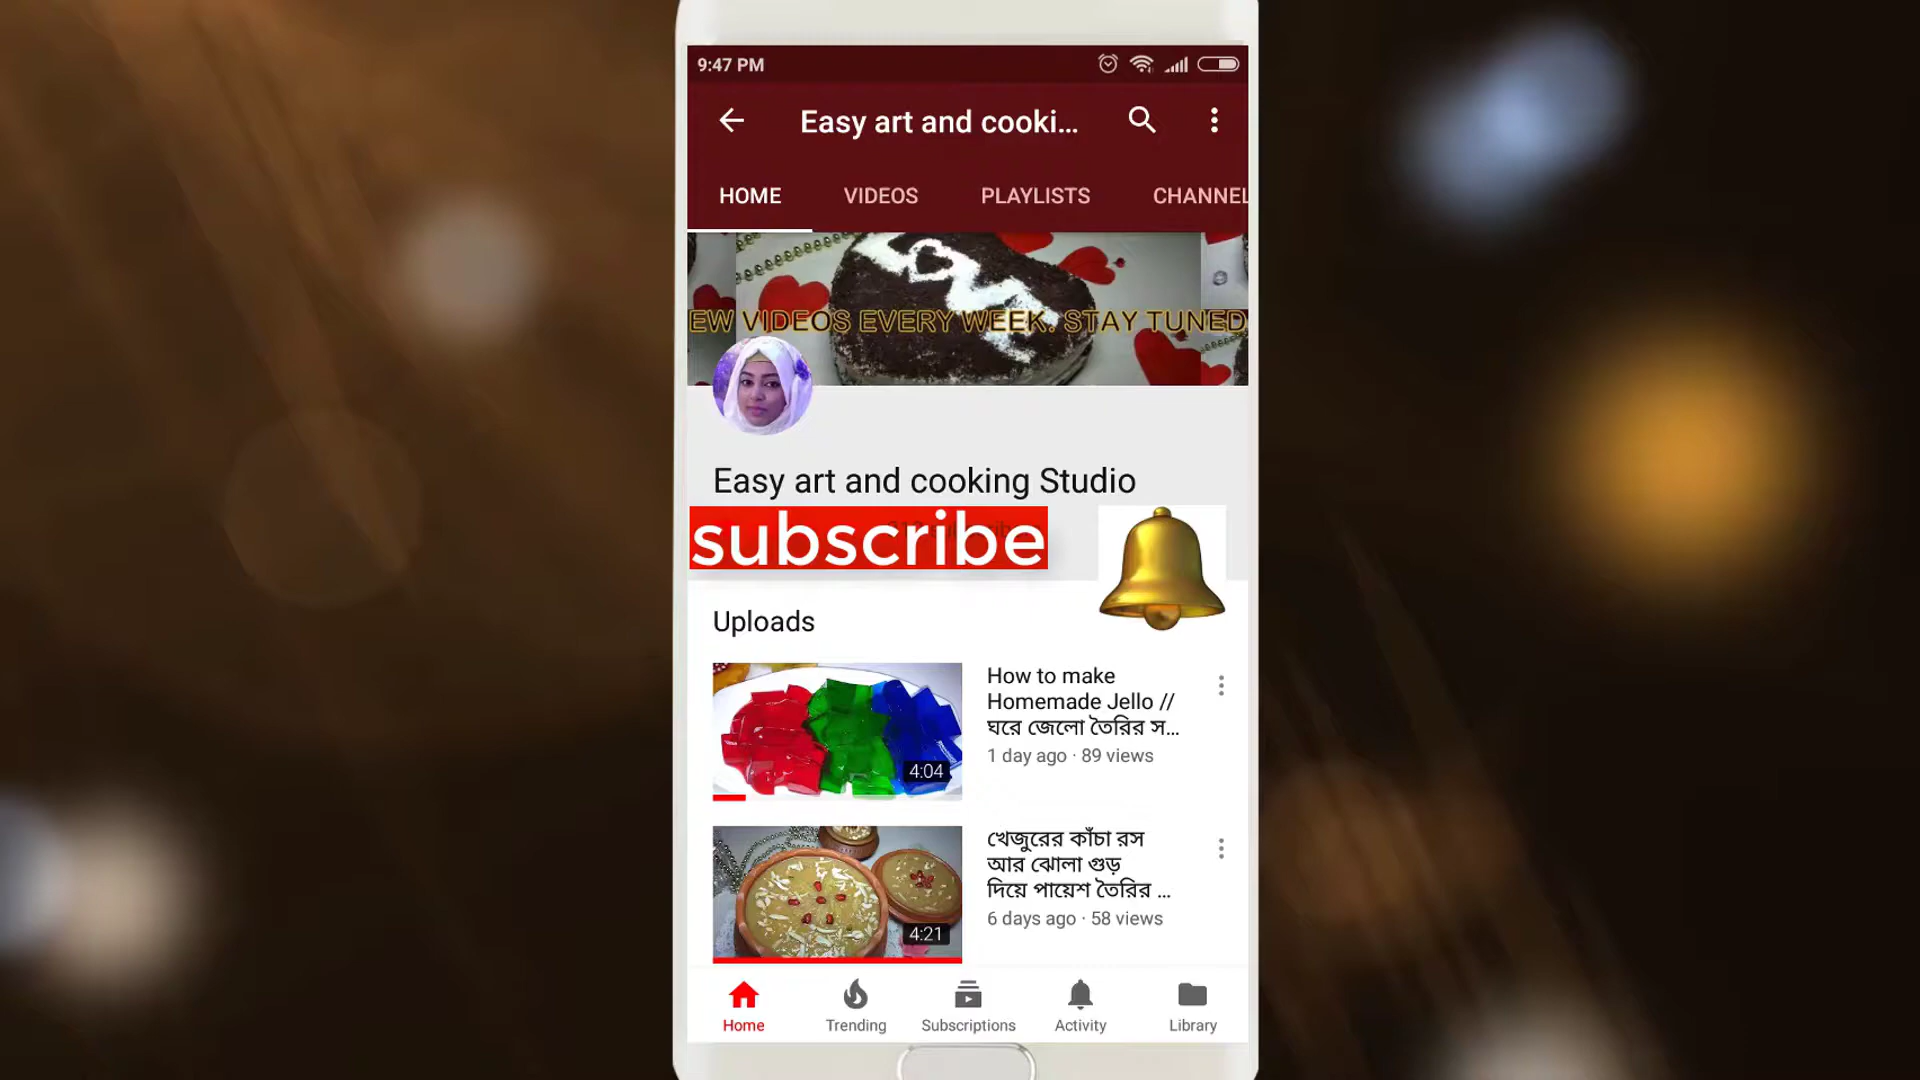 9:47 PM
Easy art and cooki...
HOME VIDEOS PLAYLISTS CHANNEL
EW VIDEOS EVERY WEEK. STAY TUNED
Easy art and cooking Studio
subscribe
Uploads
How to make
Homemade Jello //
ঘরে জেলো তৈরির স...
1 day ago · 89 views
4:04
খেজুরের কাঁচা রস
আর ঝোলা গুড়
দিয়ে পায়েশ তৈরির ...
6 days ago · 58 views
4:21
Home Trending Subscriptions Activity Library